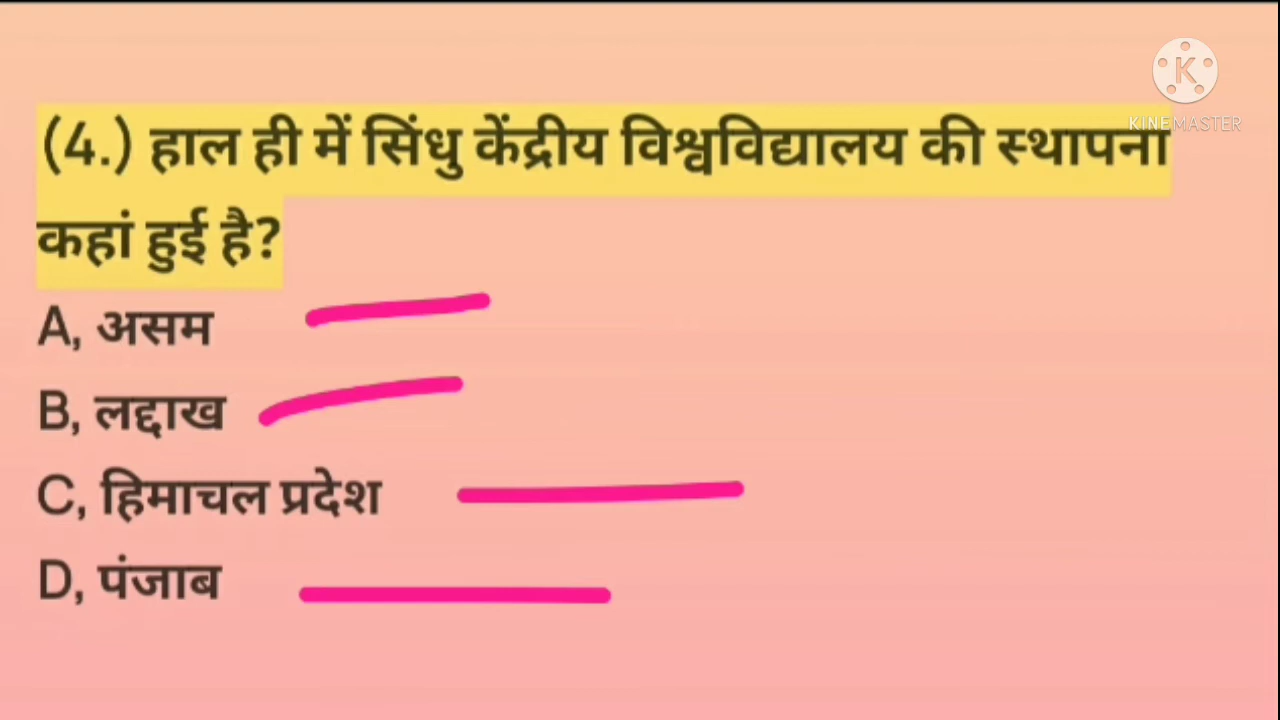 KINEMASTER
(4.) हाल ही में सिंधु केंद्रीय विश्वविद्यालय की स्थापना
कहां हुई है?
A, असम
B, लद्दाख
C, हिमाचल प्रदेश
D, पंजाब